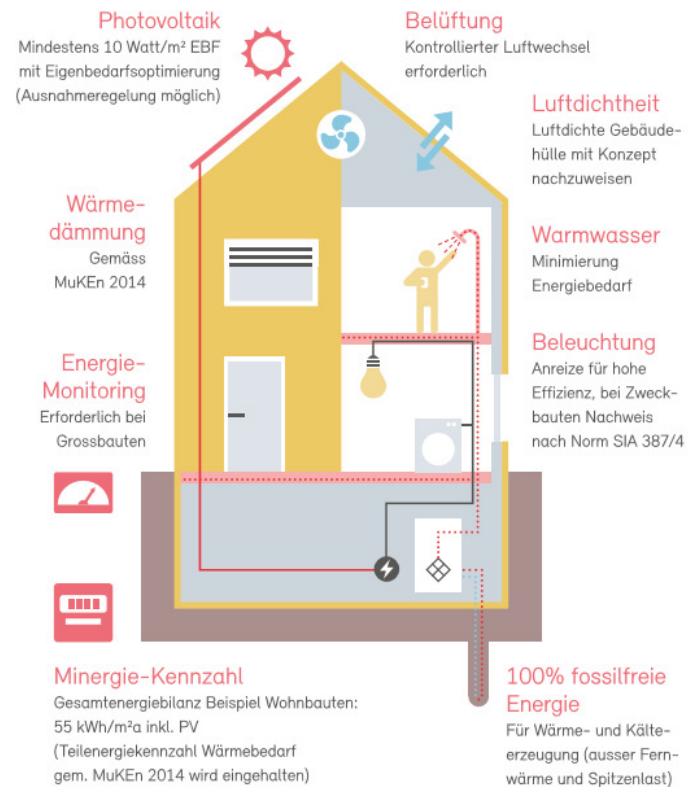 Photovoltaik
Mindestens 10 Watt/m² EBF
mit Eigenbedarfsoptimierung
(Ausnahmeregelung möglich)
Belüftung
Kontrollierter Luftwechsel
erforderlich
Luftdichtheit
Luftdichte Gebäude-
hülle mit Konzept
nachzuweisen
Wärme-
dämmung
Gemäss
MuKEn 2014
Warmwasser
Minimierung
Energiebedarf
Energie-
Monitoring
Erforderlich bei
Grossbauten
Beleuchtung
Anreize für hohe
Effizienz, bei Zweck-
bauten Nachweis
nach Norm SIA 387/4
Minergie-Kennzahl
Gesamtenergiebilanz Beispiel Wohnbauten:
55 kWh/m²a inkl. PV
(Teilenergiekennzahl Wärmebedarf
gem. MuKEn 2014 wird eingehalten)
100% fossilfreie
Energie
Für Wärme- und Kälte-
erzeugung (ausser Fern-
wärme und Spitzenlast)